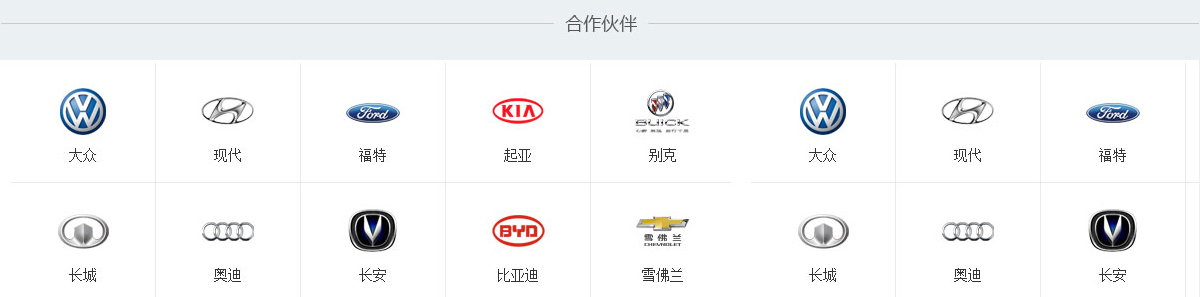 合作伙伴
Ford
KIA
BUICK
Ford
大众
现代
福特
起亚
别克
大众
现代
福特
BYD
雪佛兰
CHEVROLET
长城
奥迪
长安
比亚迪
雪佛兰
长城
奥迪
长安